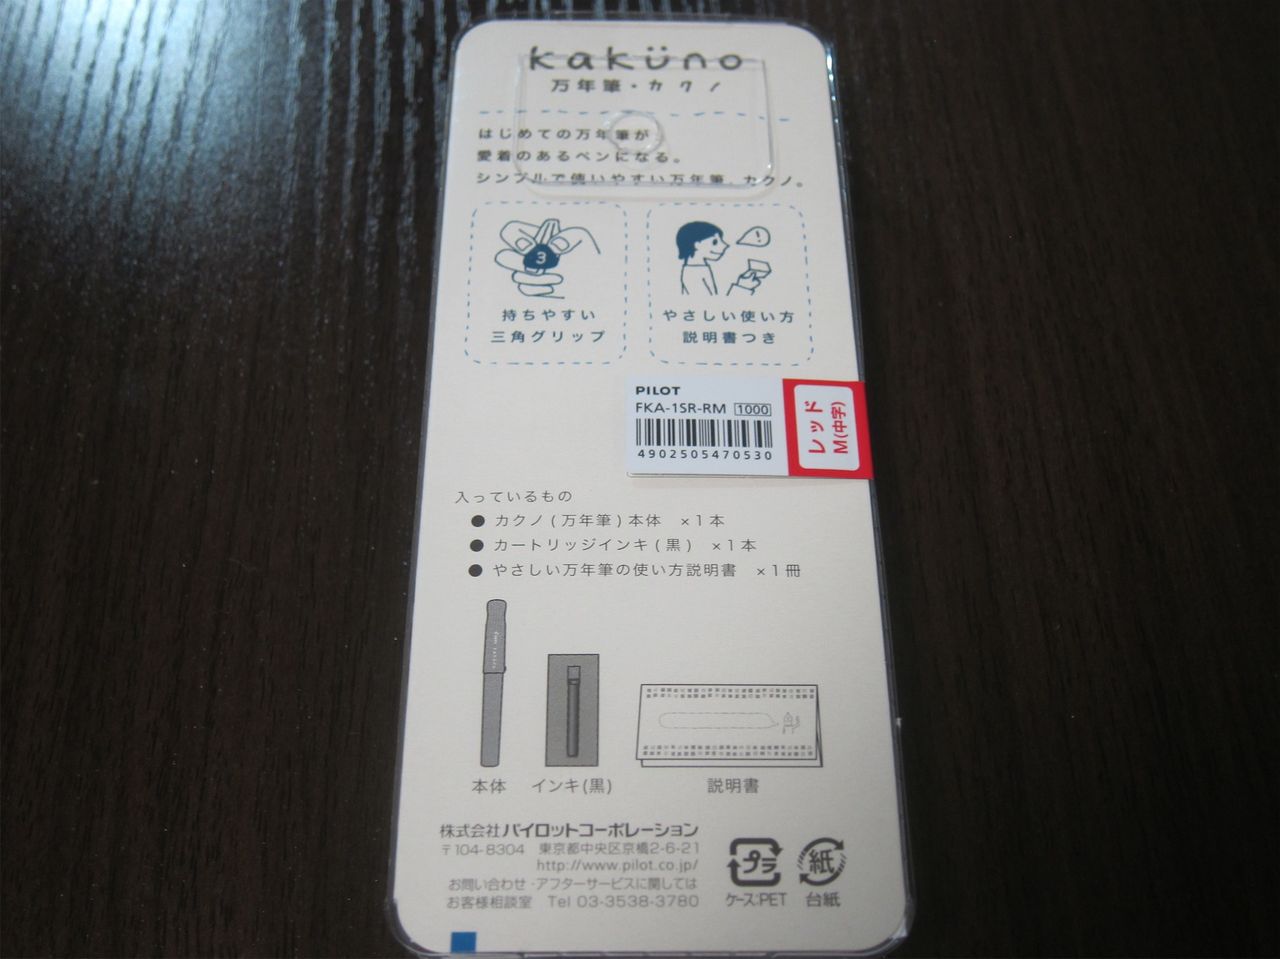 kaküno
万年筆・カクノ
はじめての万年筆が
愛着のあるペンになる。
シンプルで使いやすい万年筆、カクノ。
3
!
持ちやすい
三角グリップ
やさしい使い方
説明書つき
PILOT
FKA-1SR-RM 1000
4902505470530
レッド
M(中字)
入っているもの
● カクノ(万年筆)本体 ×1本
● カートリッジインキ(黒) ×1本
● やさしい万年筆の使い方説明書 ×1冊
本体 インキ(黒) 説明書
株式会社パイロットコーポレーション
〒104-8304 東京都中央区京橋2-6-21
http://www.pilot.co.jp/
お問い合わせ・アフターサービスに関しては
お客様相談室 Tel 03-3538-3780
プラ
ケース:PET
紙
台紙